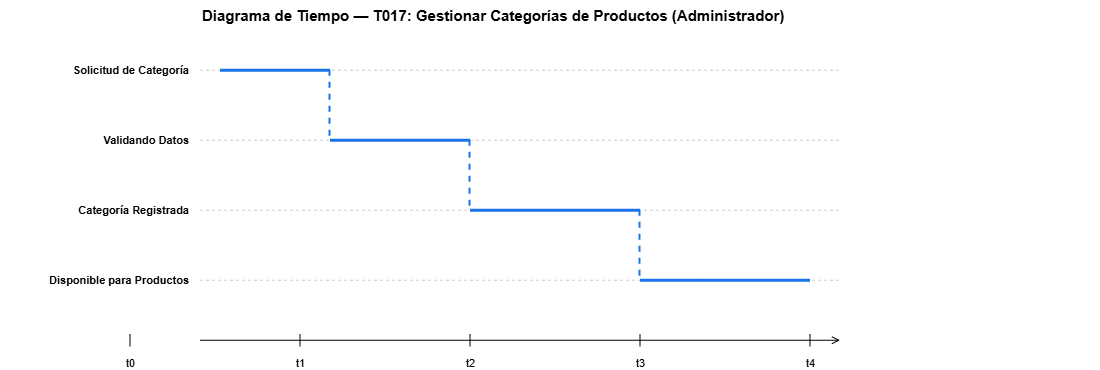 Diagrama de Tiempo — T017: Gestionar Categorías de Productos (Administrador)
Solicitud de Categoría
Validando Datos
Categoría Registrada
Disponible para Productos
t0 t1 t2 t3 t4